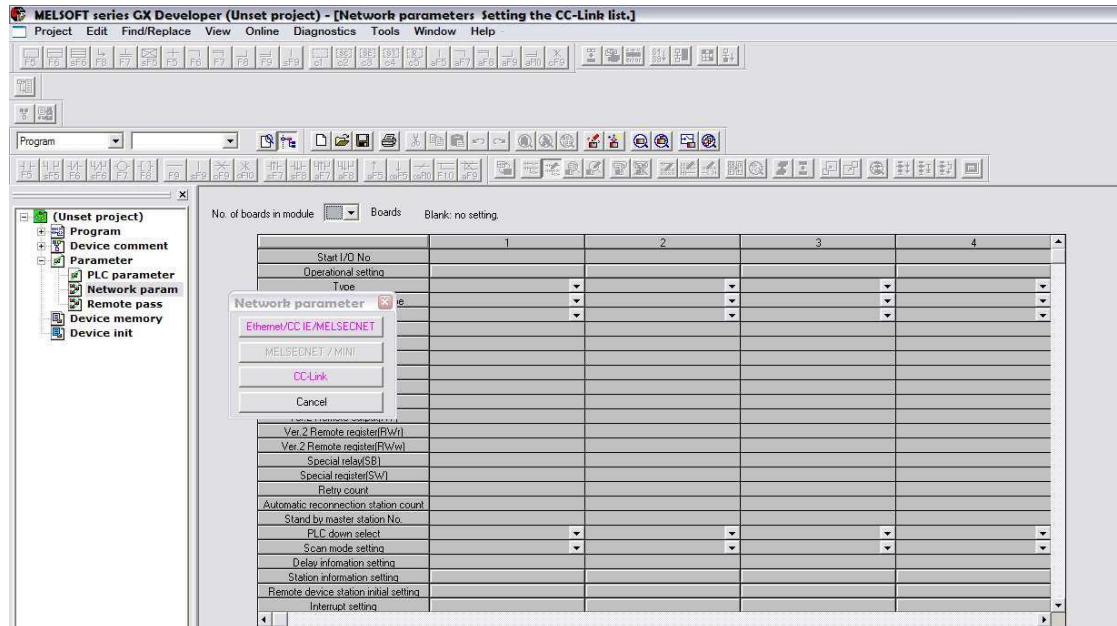 MELSOFT series GX Developer (Unset project) - [Network parameters Setting the CC-Link list.]
Project Edit Find/Replace View Online Diagnostics Tools Window Help
Program
No. of boards in module Boards Blank: no setting.
(Unset project)
Program
Device comment
Parameter
PLC parameter
Network param
Remote pass
Device memory
Device init
1 2 3 4
Start I/O No
Operational setting
Type
Network parameter
Ethernet/CC IE/MELSECNET
MELSECNET / MINI
CC-Link
Cancel
Ver.2 Remote register(RWr)
Ver.2 Remote register(RWw)
Special relay(SB)
Special register(SW)
Retry count
Automatic reconnection station count
Stand by master station No.
PLC down select
Scan mode setting
Delay infomation setting
Station information setting
Remote device station initial setting
Interrupt setting